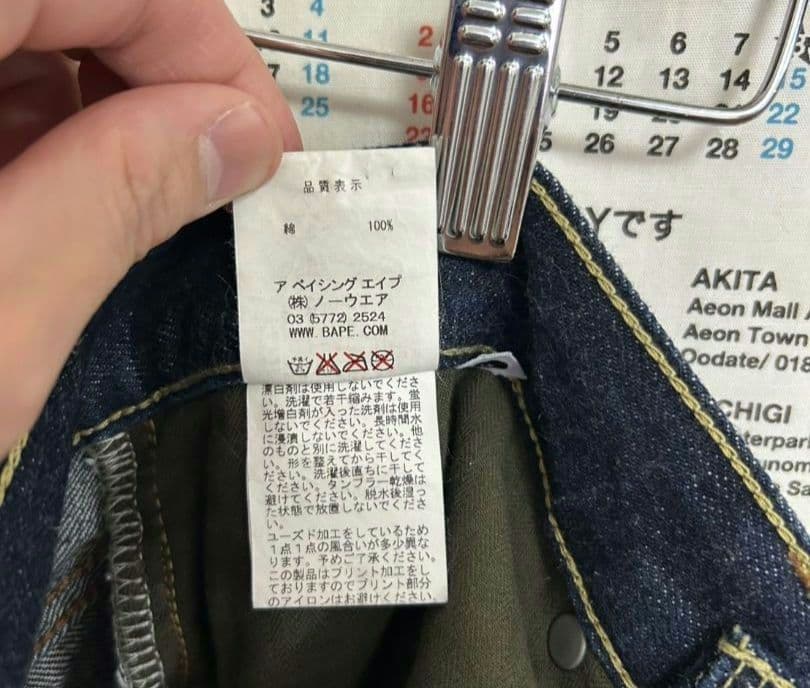 3 4
11
2
7 18
25
16
5 6 7
12 13 14 15
19 22
5 26 27 28 29
Yです
AKITA
Aeon Mall
Aeon Town
Oodate/ 018
CHIGI
品質表示
綿 100%
ア ベイシング エイプ
(株) ノーウエア
03 (5772) 2524
WWW.BAPE.COM
漂白剤は使用しないでくださ
い。洗濯で若干縮みます。蛍
光増白剤が入った洗剤は使用
しないでください。長時間水
に浸漬しないでください。他
のものと別に洗濯してくださ
い。形を整えてから干してく
ださい。洗濯後直ちに干して
ください。タンブラー乾燥は
避けてください。脱水後湿っ
た状態で放置しないでくださ
い。
ユーズド加工をしているため
1点1点の風合いが多少異な
ります。予めご了承ください。
この製品はプリント加工をし
ておりますのでプリント部分
のアイロンはお避けください。